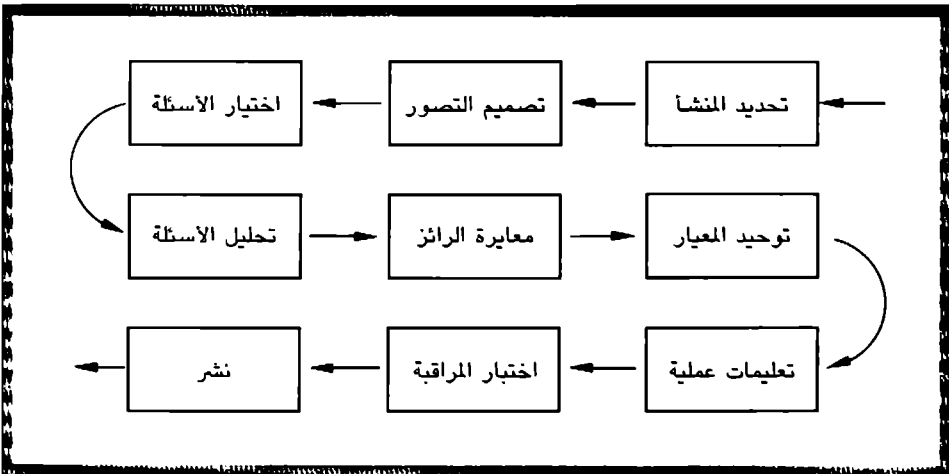 تحديد المنشأ
تصميم التصور
اختيار الأسئلة
تحليل الأسئلة
معايرة الرائز
توحيد المعيار
تعليمات عملية
اختبار المراقبة
نشر